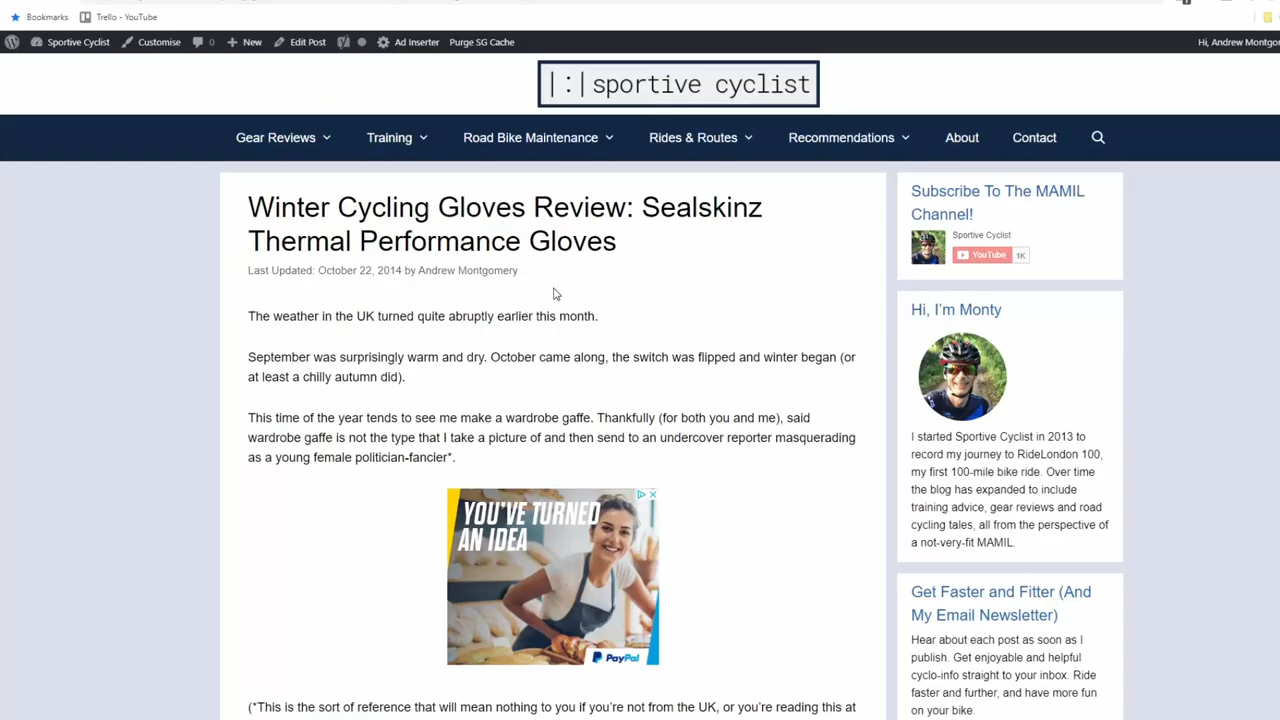 Bookmarks Trello - YouTube
Sportive Cyclist Customise 0 New Edit Post Ad Inserter Purge SG Cache Hi, Andrew Montgom
|:|sportive cyclist
Gear Reviews Training Road Bike Maintenance Rides & Routes Recommendations About Contact
Winter Cycling Gloves Review: Sealskinz
Thermal Performance Gloves
Last Updated: October 22, 2014 by Andrew Montgomery
The weather in the UK turned quite abruptly earlier this month.
September was surprisingly warm and dry. October came along, the switch was flipped and winter began (or
at least a chilly autumn did).
This time of the year tends to see me make a wardrobe gaffe. Thankfully (for both you and me), said
wardrobe gaffe is not the type that I take a picture of and then send to an undercover reporter masquerading
as a young female politician-fancier*.
YOU'VE TURNED
AN IDEA
PayPal
(*This is the sort of reference that will mean nothing to you if you're not from the UK, or you're reading this at
Subscribe To The MAMIL
Channel!
Sportive Cyclist
YouTube 1K
Hi, I'm Monty
I started Sportive Cyclist in 2013 to
record my journey to RideLondon 100,
my first 100-mile bike ride. Over time
the blog has expanded to include
training advice, gear reviews and road
cycling tales, all from the perspective of
a not-very-fit MAMIL.
Get Faster and Fitter (And
My Email Newsletter)
Hear about each post as soon as I
publish. Get enjoyable and helpful
cyclo-info straight to your inbox. Ride
faster and further, and have more fun
on your bike.